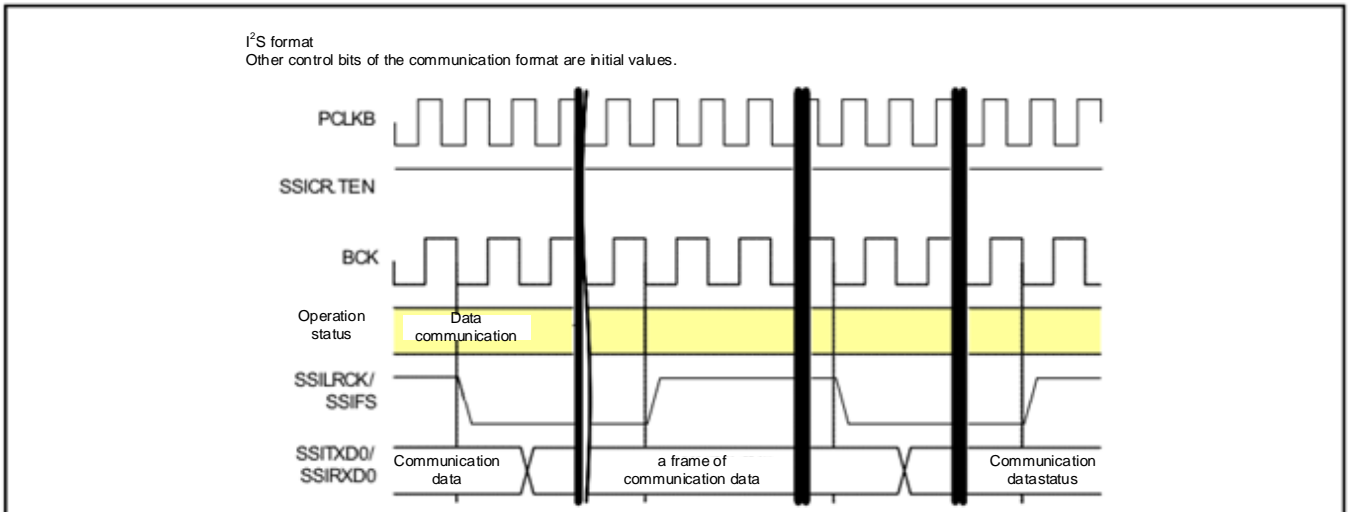 I²S format
Other control bits of the communication format are initial values.
PCLKB
SSICR.TEN
BCK
Operation
status
Data
communication
SSILRCK/
SSIFS
SSITXD0/
SSIRXD0
Communication
data
a frame of
communication data
Communication
datastatus